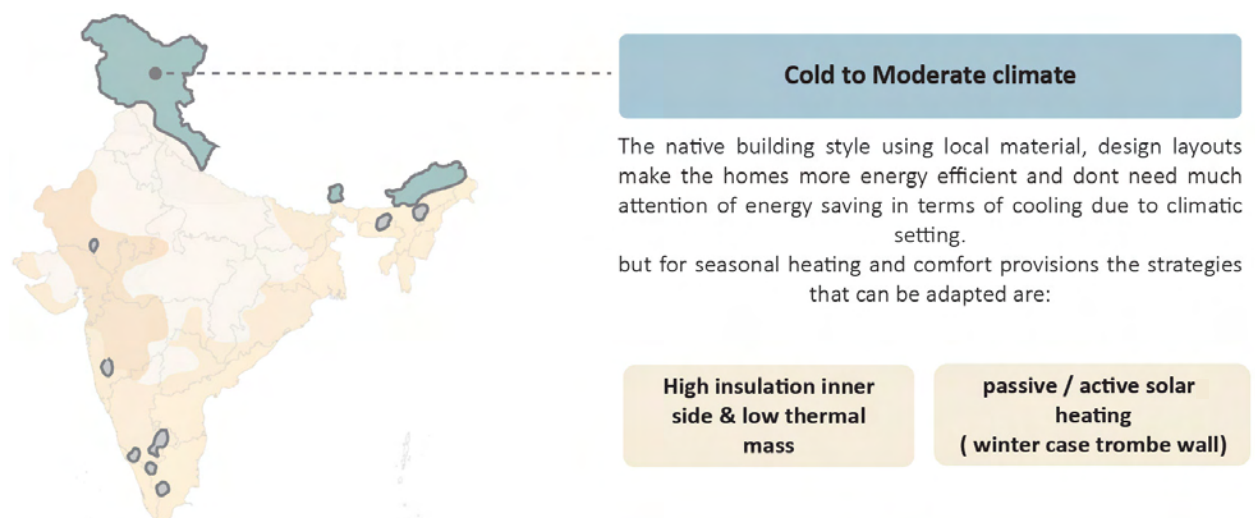 Cold to Moderate climate
The native building style using local material, design layouts
make the homes more energy efficient and dont need much
attention of energy saving in terms of cooling due to climatic
setting.
but for seasonal heating and comfort provisions the strategies
that can be adapted are:
High insulation inner
side & low thermal
mass
passive / active solar
heating
( winter case trombe wall)